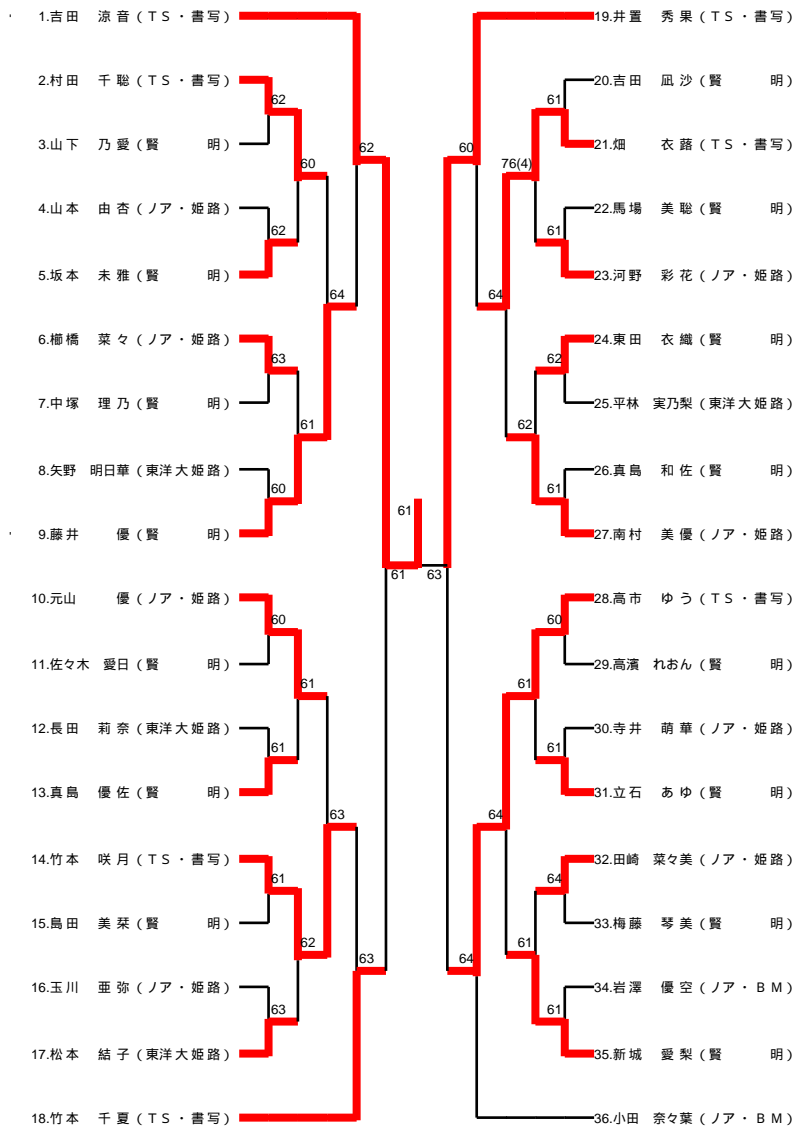 1.吉田 涼音(TS・書写)
2.村田 千聡(TS・書写)
62
3.山下 乃愛(賢 明)
60
4.山本 由杏(ノア・姫路)
62
5.坂本 未雅(賢 明)
64
6.櫛橋 菜々(ノア・姫路)
63
7.中塚 理乃(賢 明)
61
8.矢野 明日華(東洋大姫路)
60
9.藤井 優(賢 明)
62
61
61
63
10.元山 優(ノア・姫路)
60
11.佐々木 愛日(賢 明)
61
12.長田 莉奈(東洋大姫路)
61
13.真島 優佐(賢 明)
63
14.竹本 咲月(TS・書写)
61
15.島田 美栞(賢 明)
62
16.玉川 亜弥(ノア・姫路)
63
17.松本 結子(東洋大姫路)
63
18.竹本 千夏(TS・書写)
19.井置 秀果(TS・書写)
60
20.吉田 凪沙(賢 明)
61
21.畑 衣蕗(TS・書写)
76(4)
22.馬場 美聡(賢 明)
61
23.河野 彩花(ノア・姫路)
64
24.東田 衣織(賢 明)
62
25.平林 実乃梨(東洋大姫路)
62
26.真島 和佐(賢 明)
61
27.南村 美優(ノア・姫路)
28.高市 ゆう(TS・書写)
60
29.高濱 れおん(賢 明)
61
30.寺井 萌華(ノア・姫路)
61
31.立石 あゆ(賢 明)
64
32.田崎 菜々美(ノア・姫路)
64
33.梅藤 琴美(賢 明)
61
34.岩澤 優空(ノア・BM)
61
35.新城 愛梨(賢 明)
64
36.小田 奈々葉(ノア・BM)